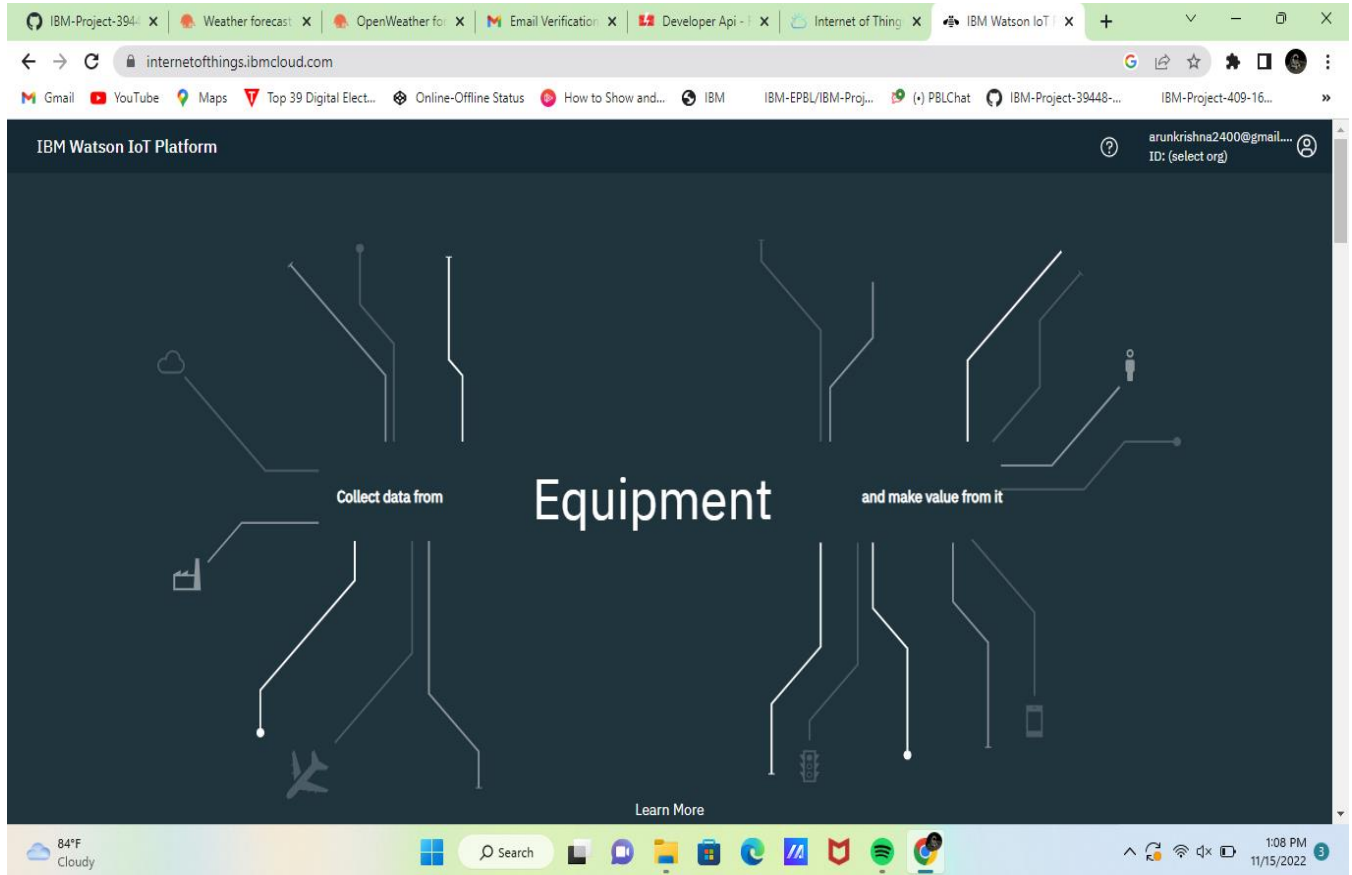 IBM-Project-394
Weather forecast
OpenWeather fo
Email Verification
Developer Api -
Internet of Thing
IBM Watson IoT
internetofthings.ibmcloud.com
Gmail
YouTube
Maps
Top 39 Digital Elect...
Online-Offline Status
How to Show and...
IBM
IBM-EPBL/IBM-Proj...
(•) PBLChat
IBM-Project-39448-...
IBM-Project-409-16...
»
IBM Watson IoT Platform
arunkrishna2400@gmail....
ID: (select org)
Collect data from
Equipment
and make value from it
Learn More
84°F
Cloudy
Search
1:08 PM
11/15/2022
3